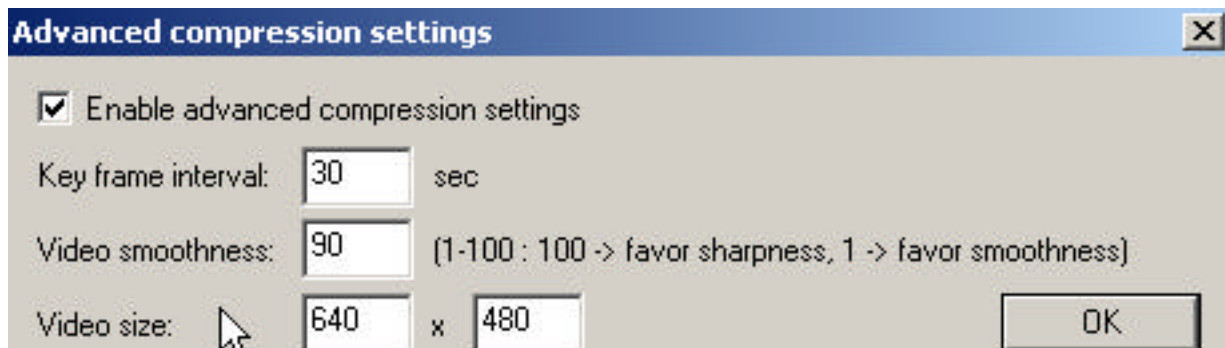 Advanced compression settings
Enable advanced compression settings
Key frame interval: 30 sec
Video smoothness: 90 (1-100 : 100 -> favor sharpness, 1 -> favor smoothness)
Video size: 640 x 480 OK